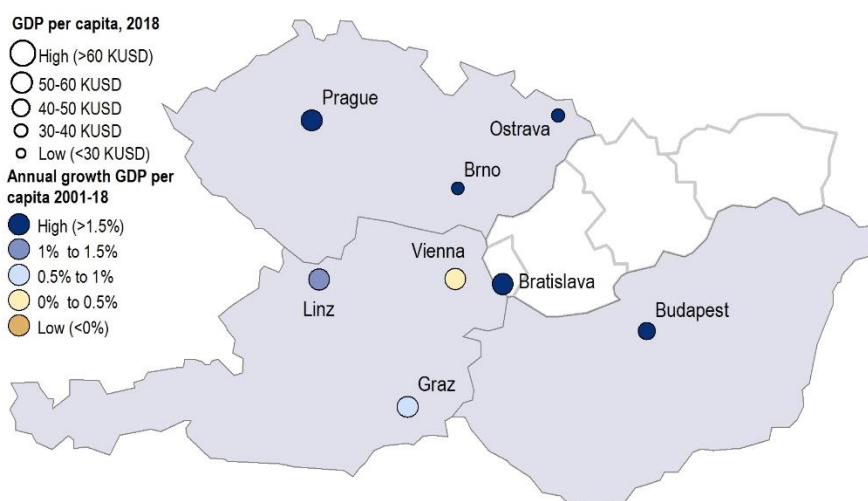 GDP per capita, 2018
High (>60 KUSD)
50-60 KUSD
40-50 KUSD
30-40 KUSD
Low (<30 KUSD)
Annual growth GDP per
capita 2001-18
High (>1.5%)
1% to 1.5%
0.5% to 1%
0% to 0.5%
Low (<0%)
Prague
Ostrava
Brno
Vienna
Bratislava
Linz
Budapest
Graz